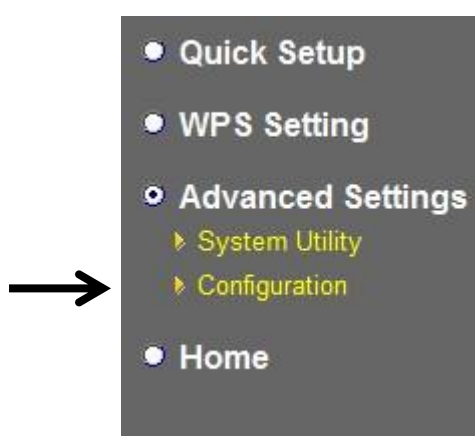 Quick Setup
WPS Setting
Advanced Settings
System Utility
Configuration
Home